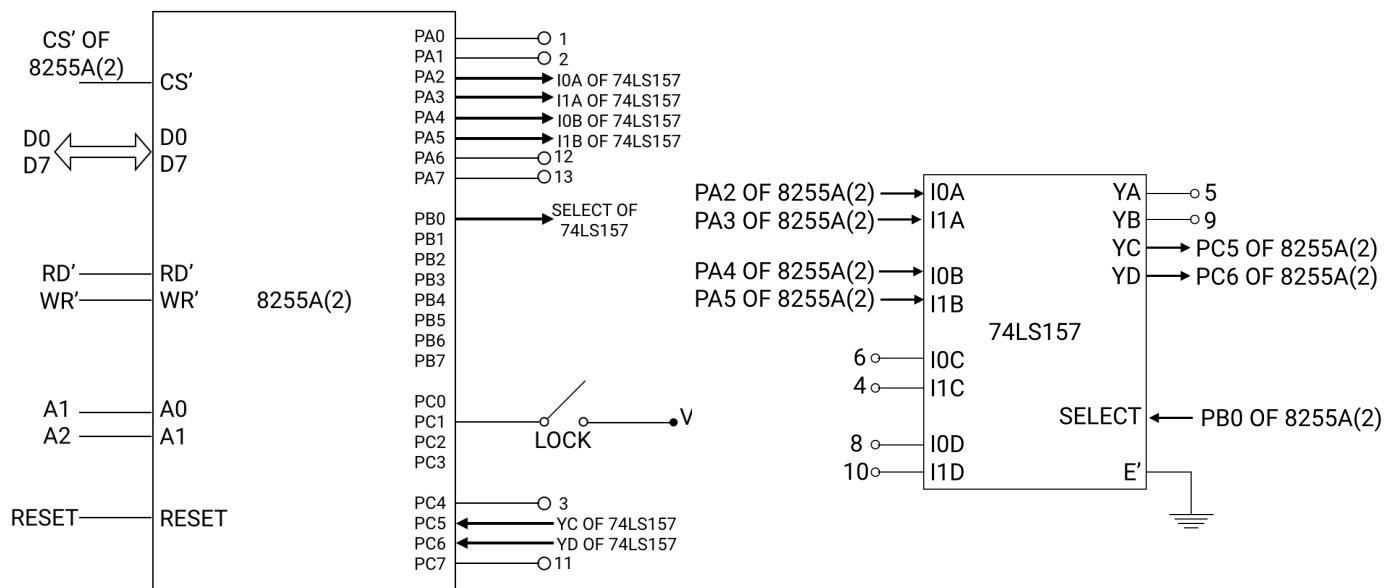 CS’ OF
8255A(2)
CS’
D0
D7
D0
D7
RD’
RD’
WR’
WR’
8255A(2)
A1
A0
A2
A1
RESET
RESET
PA0
1
PA1
2
PA2
I0A OF 74LS157
PA3
I1A OF 74LS157
PA4
I0B OF 74LS157
PA5
I1B OF 74LS157
PA6
12
PA7
13
PB0
SELECT OF
74LS157
PB1
PB2
PB3
PB4
PB5
PB6
PB7
PC0
PC1
LOCK
V
PC2
PC3
PC4
3
PC5
YC OF 74LS157
PC6
YD OF 74LS157
PC7
11
PA2 OF 8255A(2)
I0A
PA3 OF 8255A(2)
I1A
PA4 OF 8255A(2)
I0B
PA5 OF 8255A(2)
I1B
74LS157
6
I0C
4
I1C
8
I0D
10
I1D
YA
5
YB
9
YC
PC5 OF 8255A(2)
YD
PC6 OF 8255A(2)
SELECT
PB0 OF 8255A(2)
E’